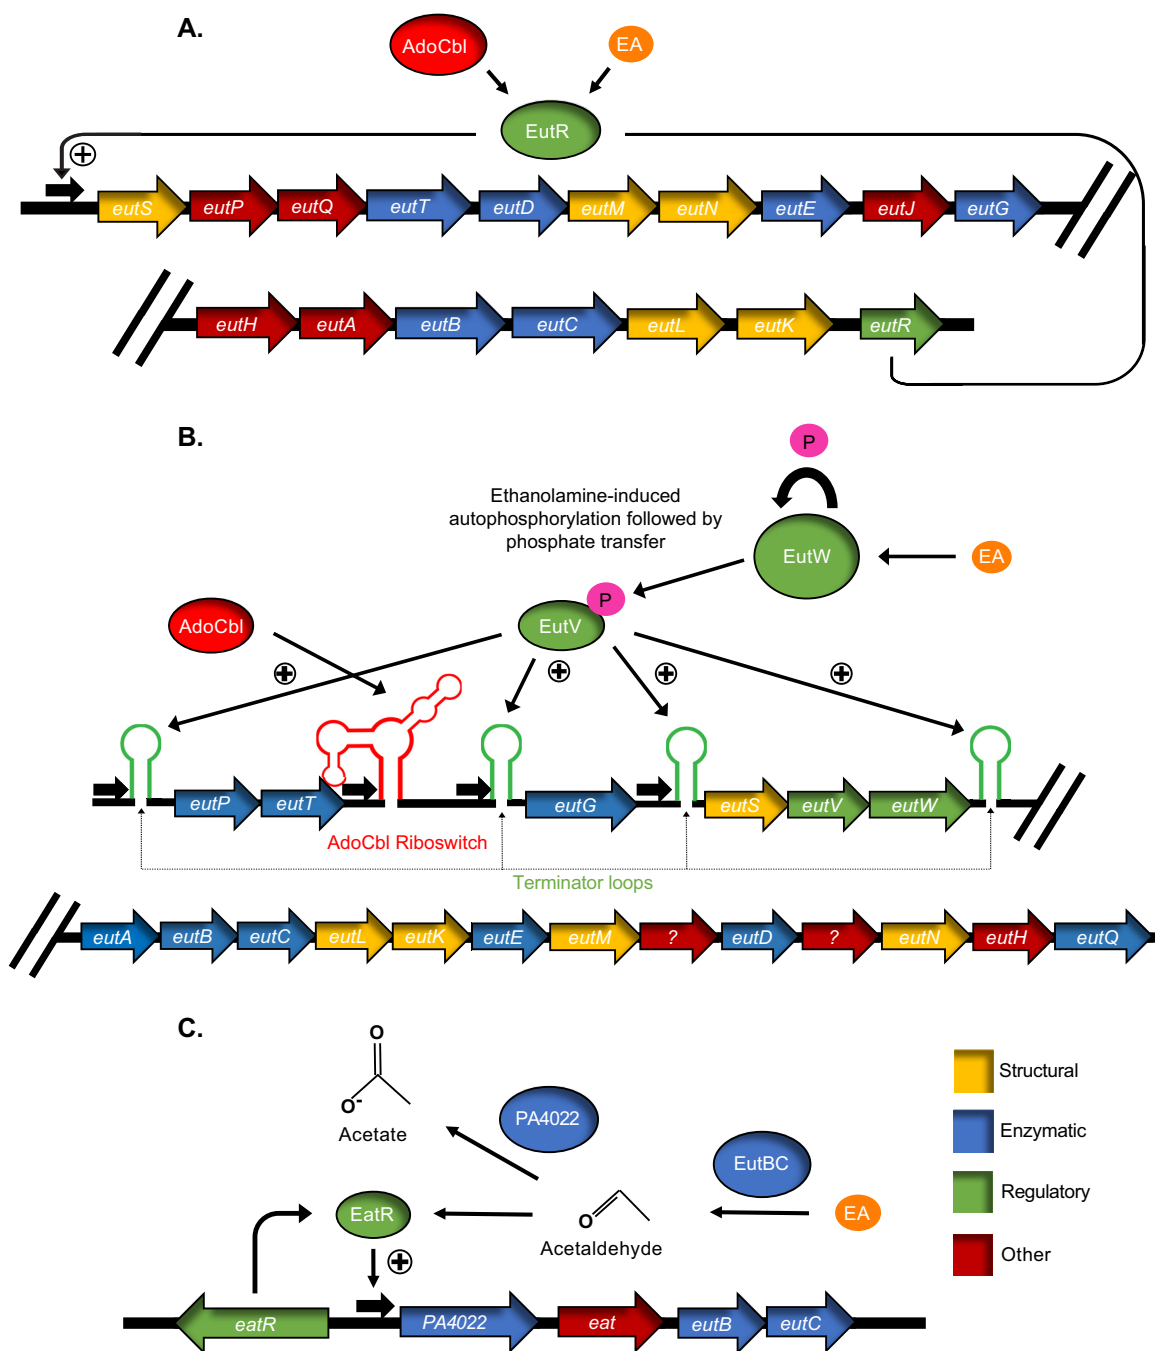 A.
AdoCbl
EA
EutR
eutS eutP eutQ eutT eutD eutM eutN eutE eutJ eutG
eutH eutA eutB eutC eutL eutK eutR
B.
P
Ethanolamine-induced
autophosphorylation followed by
phosphate transfer
EutW
EA
P
AdoCbl
EutV
eutP eutT eutG eutS eutV eutW
AdoCbl Riboswitch
Terminator loops
eutA eutB eutC eutL eutK eutE eutM ? eutD ? eutN eutH eutQ
C.
O
O-
Acetate
PA4022
EutBC
EatR
O
EA
Acetaldehyde
eatR PA4022 eat eutB eutC
Structural
Enzymatic
Regulatory
Other